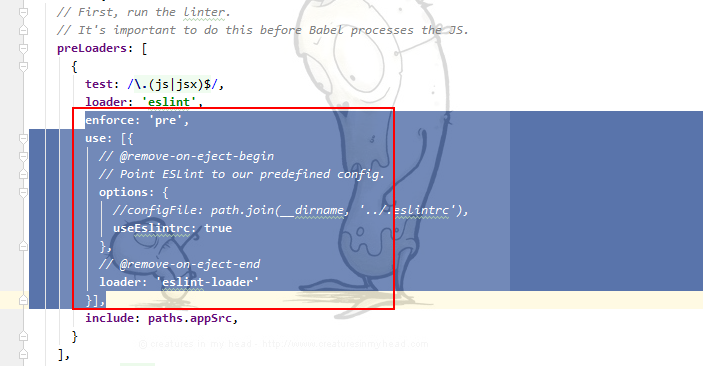 // First, run the linter.
// It's important to do this before Babel processes the JS.
preLoaders: [
{
test: /\.(js|jsx)$/,
loader: 'eslint',
enforce: 'pre',
use: [{
// @remove-on-eject-begin
// Point ESLint to our predefined config.
options: {
//configFile: path.join(__dirname, '../.eslintrc'),
useEslintrc: true
},
// @remove-on-eject-end
loader: 'eslint-loader'
}],
include: paths.appSrc,
}
],